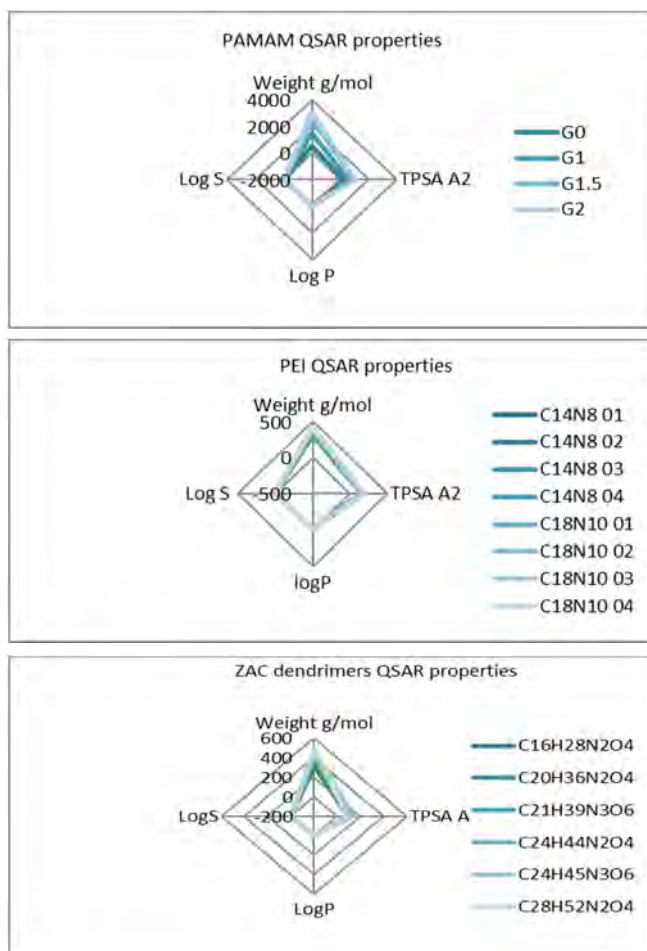 PAMAM QSAR properties
Weight g/mol
4000
2000
0
-2000
Log S
TPSA A2
Log P
G0
G1
G1.5
G2
PEI QSAR properties
Weight g/mol
500
0
-500
Log S
TPSA A2
logP
C14N8 01
C14N8 02
C14N8 03
C14N8 04
C18N10 01
C18N10 02
C18N10 03
C18N10 04
ZAC dendrimers QSAR properties
Weight g/mol
600
400
200
0
-200
LogS
TPSA A
LogP
C16H28N2O4
C20H36N2O4
C21H39N3O6
C24H44N2O4
C24H45N3O6
C28H52N2O4